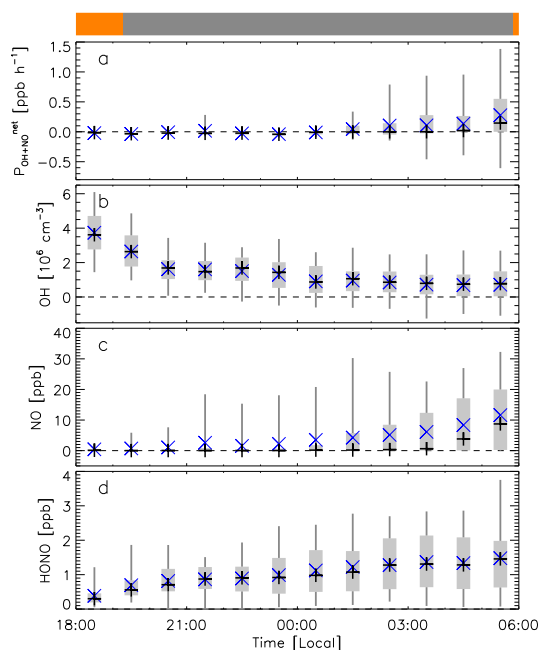 a
P_OH+NO^net [ppb h⁻¹]
1.5
1.0
0.5
0.0
−0.5
b
OH [10⁶ cm⁻³]
6
4
2
0
c
NO [ppb]
40
30
20
10
0
d
HONO [ppb]
4
3
2
1
0
18:00 21:00 00:00 03:00 06:00
Time [Local]